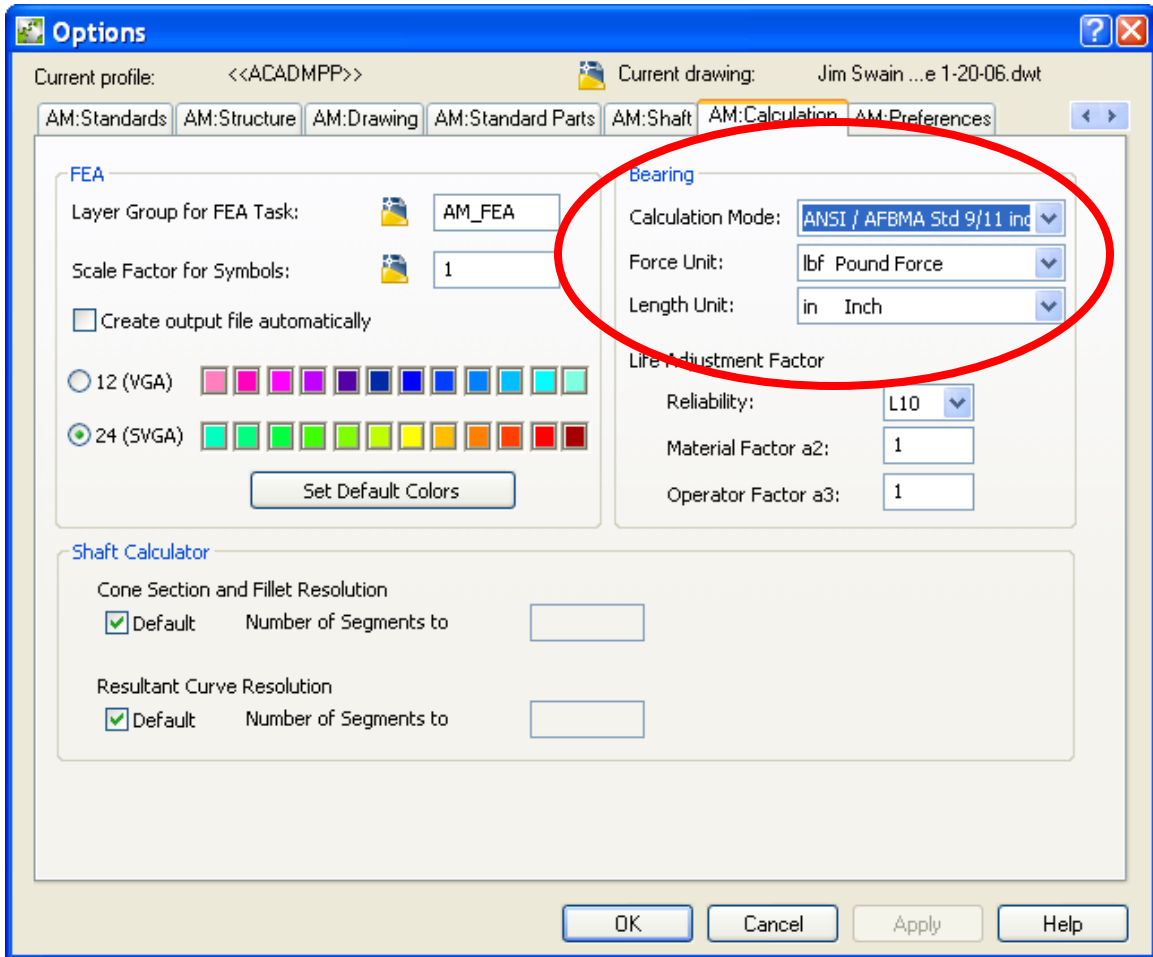 Options
Current profile: <<ACADMPP>> Current drawing: Jim Swain ...e 1-20-06.dwt
AM:Standards AM:Structure AM:Drawing AM:Standard Parts AM:Shaft AM:Calculation AM:Preferences
FEA
Layer Group for FEA Task: AM_FEA
Scale Factor for Symbols: 1
Create output file automatically
12 (VGA)
24 (SVGA)
Set Default Colors
Bearing
Calculation Mode: ANSI / AFBMA Std 9/11 inc
Force Unit: lbf Pound Force
Length Unit: in Inch
Life Adjustment Factor
Reliability: L10
Material Factor a2: 1
Operator Factor a3: 1
Shaft Calculator
Cone Section and Fillet Resolution
Default Number of Segments to
Resultant Curve Resolution
Default Number of Segments to
OK Cancel Apply Help